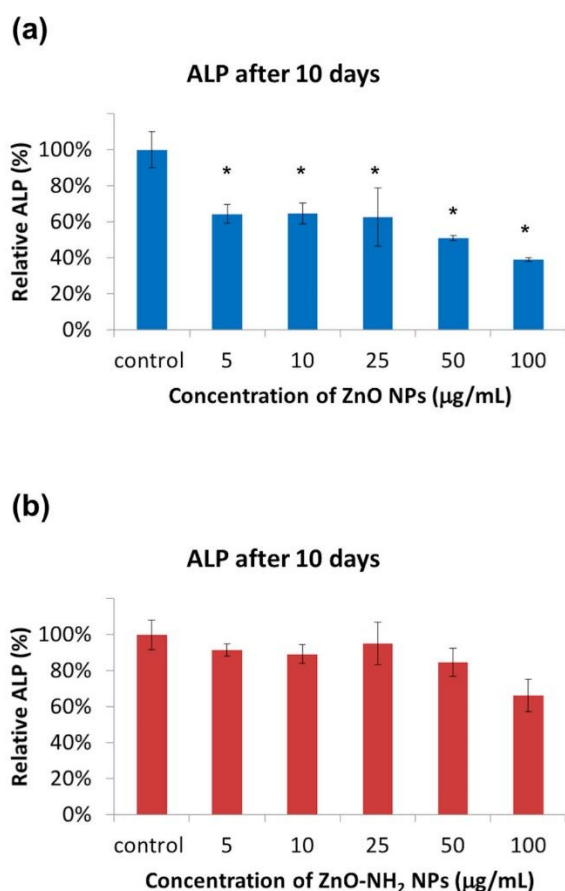 (a)
ALP after 10 days
Relative ALP (%)
100%
80%
60%
40%
20%
0%
* * * * *
control 5 10 25 50 100
Concentration of ZnO NPs (µg/mL)
(b)
ALP after 10 days
Relative ALP (%)
100%
80%
60%
40%
20%
0%
control 5 10 25 50 100
Concentration of ZnO-NH₂ NPs (µg/mL)